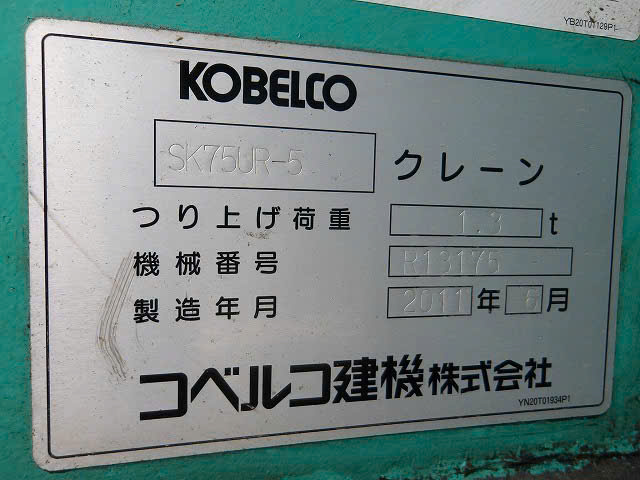 YB20T01129P1
KOBELCO
SK75UR-5 クレーン
つり上げ荷重 1.3 t
機械番号 R131Y5
製造年月 2011 年 6 月
コベルコ建機株式会社
YN20T01934P1